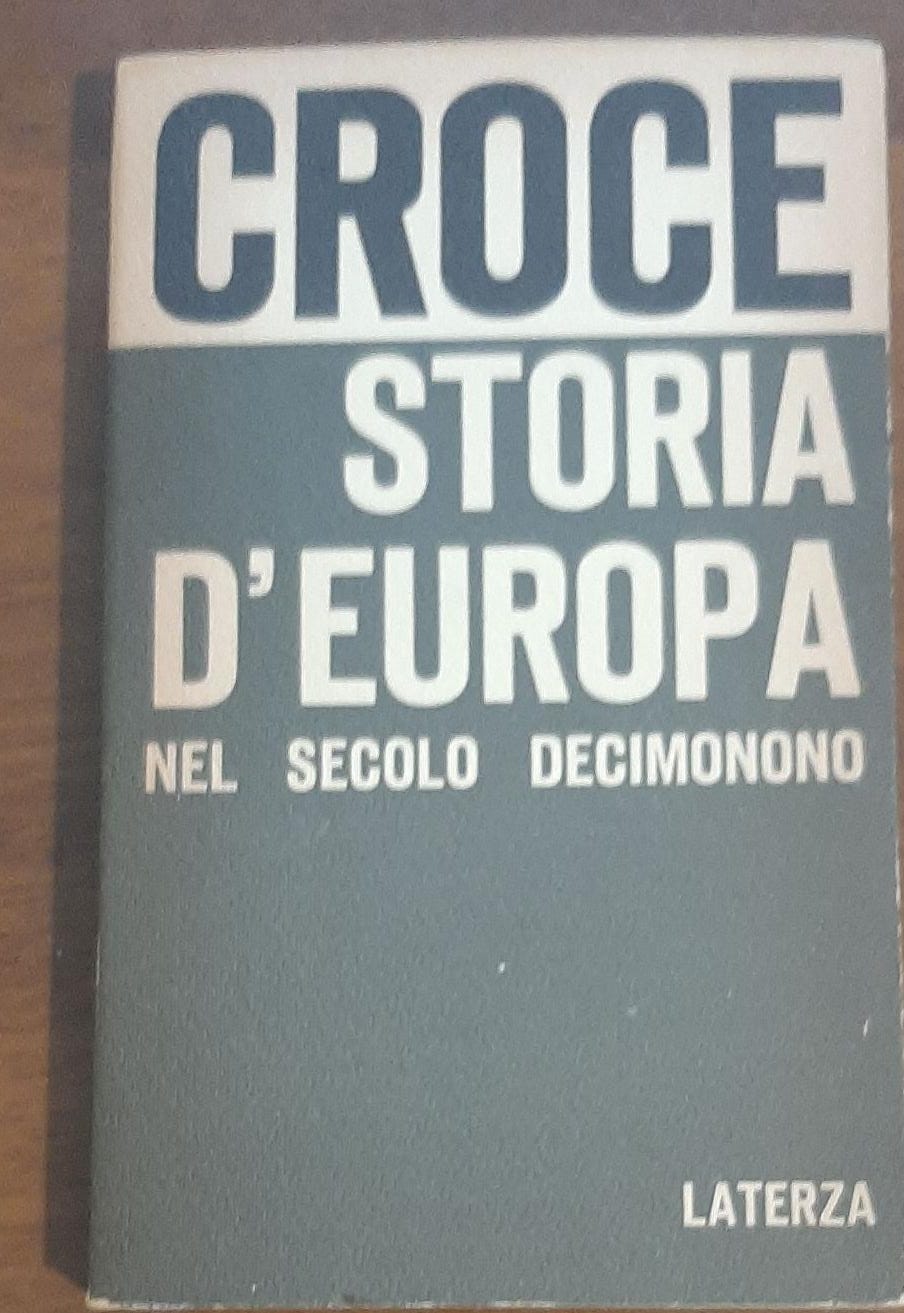 CROCE
STORIA
D'EUROPA
NEL SECOLO DECIMONONO
LATERZA